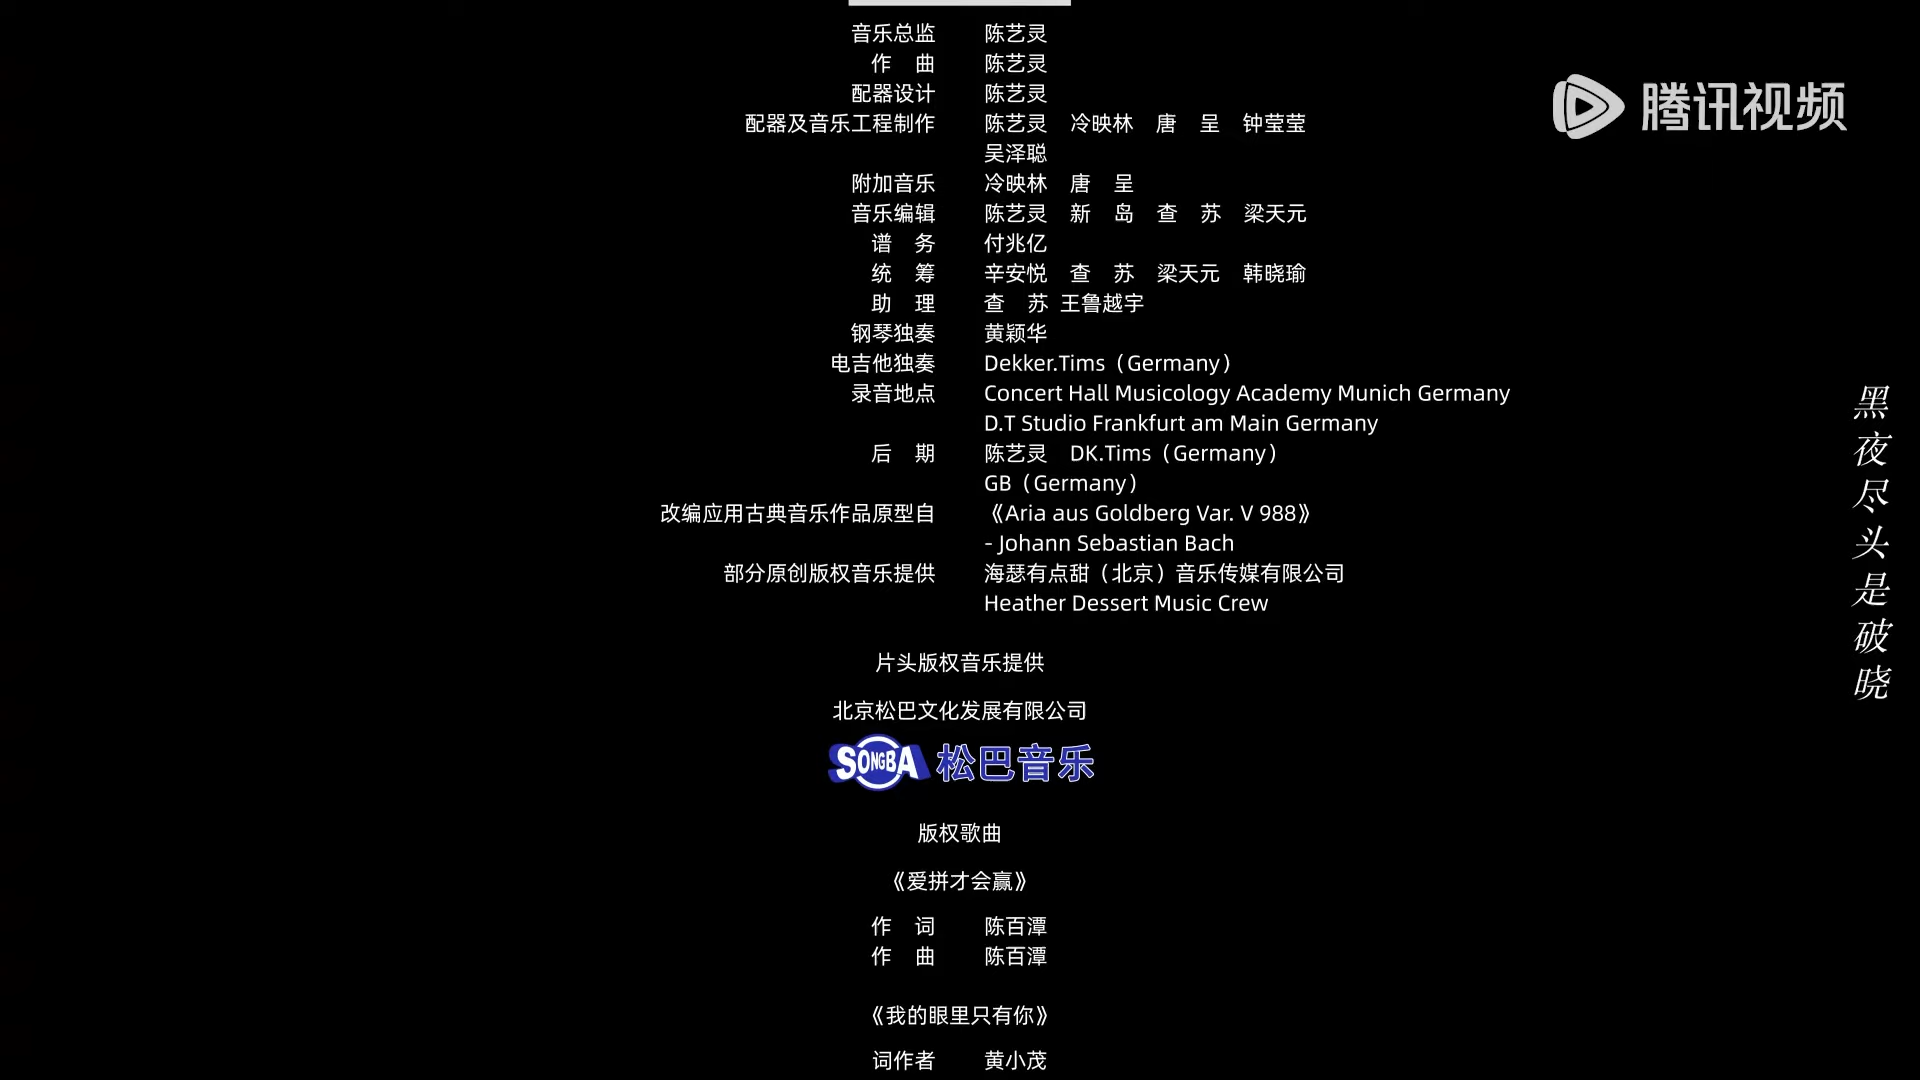 音乐总监 陈艺灵
作 曲 陈艺灵
配器设计 陈艺灵
配器及音乐工程制作 陈艺灵 冷映林 唐 呈 钟莹莹
吴泽聪
附加音乐 冷映林 唐 呈
音乐编辑 陈艺灵 新 岛 查 苏 梁天元
谱 务 付兆亿
统 筹 辛安悦 查 苏 梁天元 韩晓瑜
助 理 查 苏 王鲁越宇
钢琴独奏 黄颖华
电吉他独奏 Dekker.Tims（Germany）
录音地点 Concert Hall Musicology Academy Munich Germany
D.T Studio Frankfurt am Main Germany
后 期 陈艺灵 DK.Tims（Germany）
GB（Germany）
改编应用古典音乐作品原型自 《Aria aus Goldberg Var. V 988》
- Johann Sebastian Bach
部分原创版权音乐提供 海瑟有点甜（北京）音乐传媒有限公司
Heather Dessert Music Crew
片头版权音乐提供
北京松巴文化发展有限公司
SONGBA 松巴音乐
版权歌曲
《爱拼才会赢》
作 词 陈百潭
作 曲 陈百潭
《我的眼里只有你》
词作者 黄小茂
腾讯视频
黑夜尽头是破晓